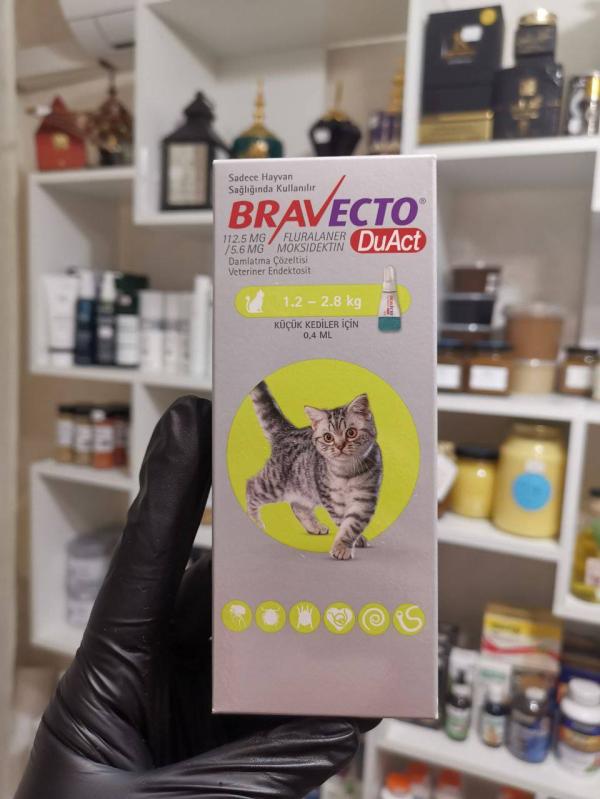 Sadece Hayvan
Sağlığında Kullanılır
BRAVECTO®
112.5 MG FLURALANER
/5.6 MG MOKSIDEKTIN
DuAct
Damlatma Çözeltisi
Veteriner Endektosit
1.2 – 2.8 kg
KÜÇÜK KEDİLER İÇİN
0,4 ML